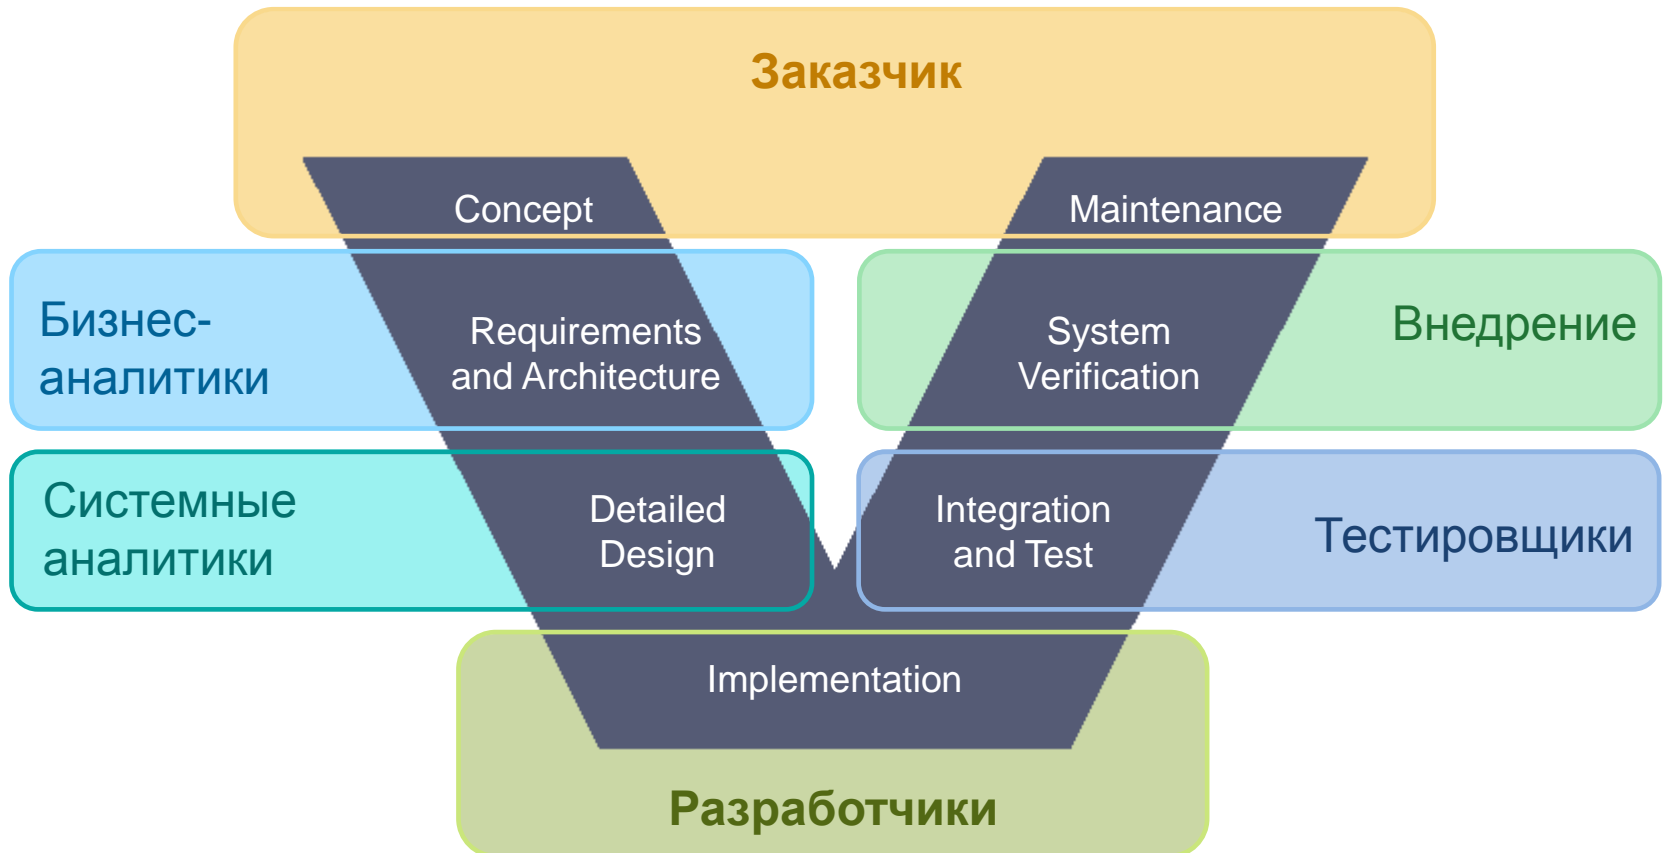 Заказчик
Concept
Maintenance
Бизнес-
аналитики
Requirements
and Architecture
System
Verification
Внедрение
Системные
аналитики
Detailed
Design
Integration
and Test
Тестировщики
Implementation
Разработчики